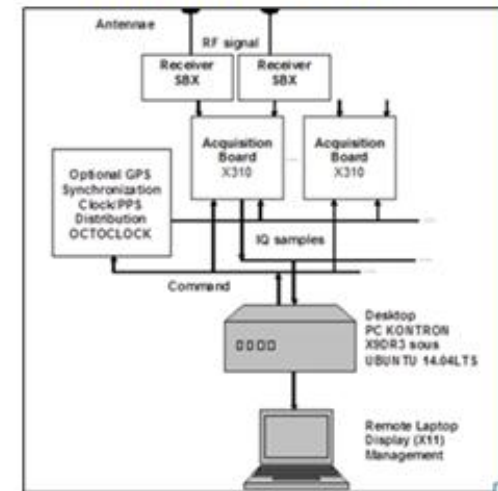 Antennae
RF signal
Receiver
SBX
Receiver
SBX
Acquisition
Board
X310
Acquisition
Board
X310
Optional GPS
Synchronization
Clock/PPS
Distribution
OCTOCLOCK
IQ samples
Command
Desktop
PC KONTRON
X9DR3 sous
UBUNTU 14.04LTS
Remote Laptop
Display (X11)
Management